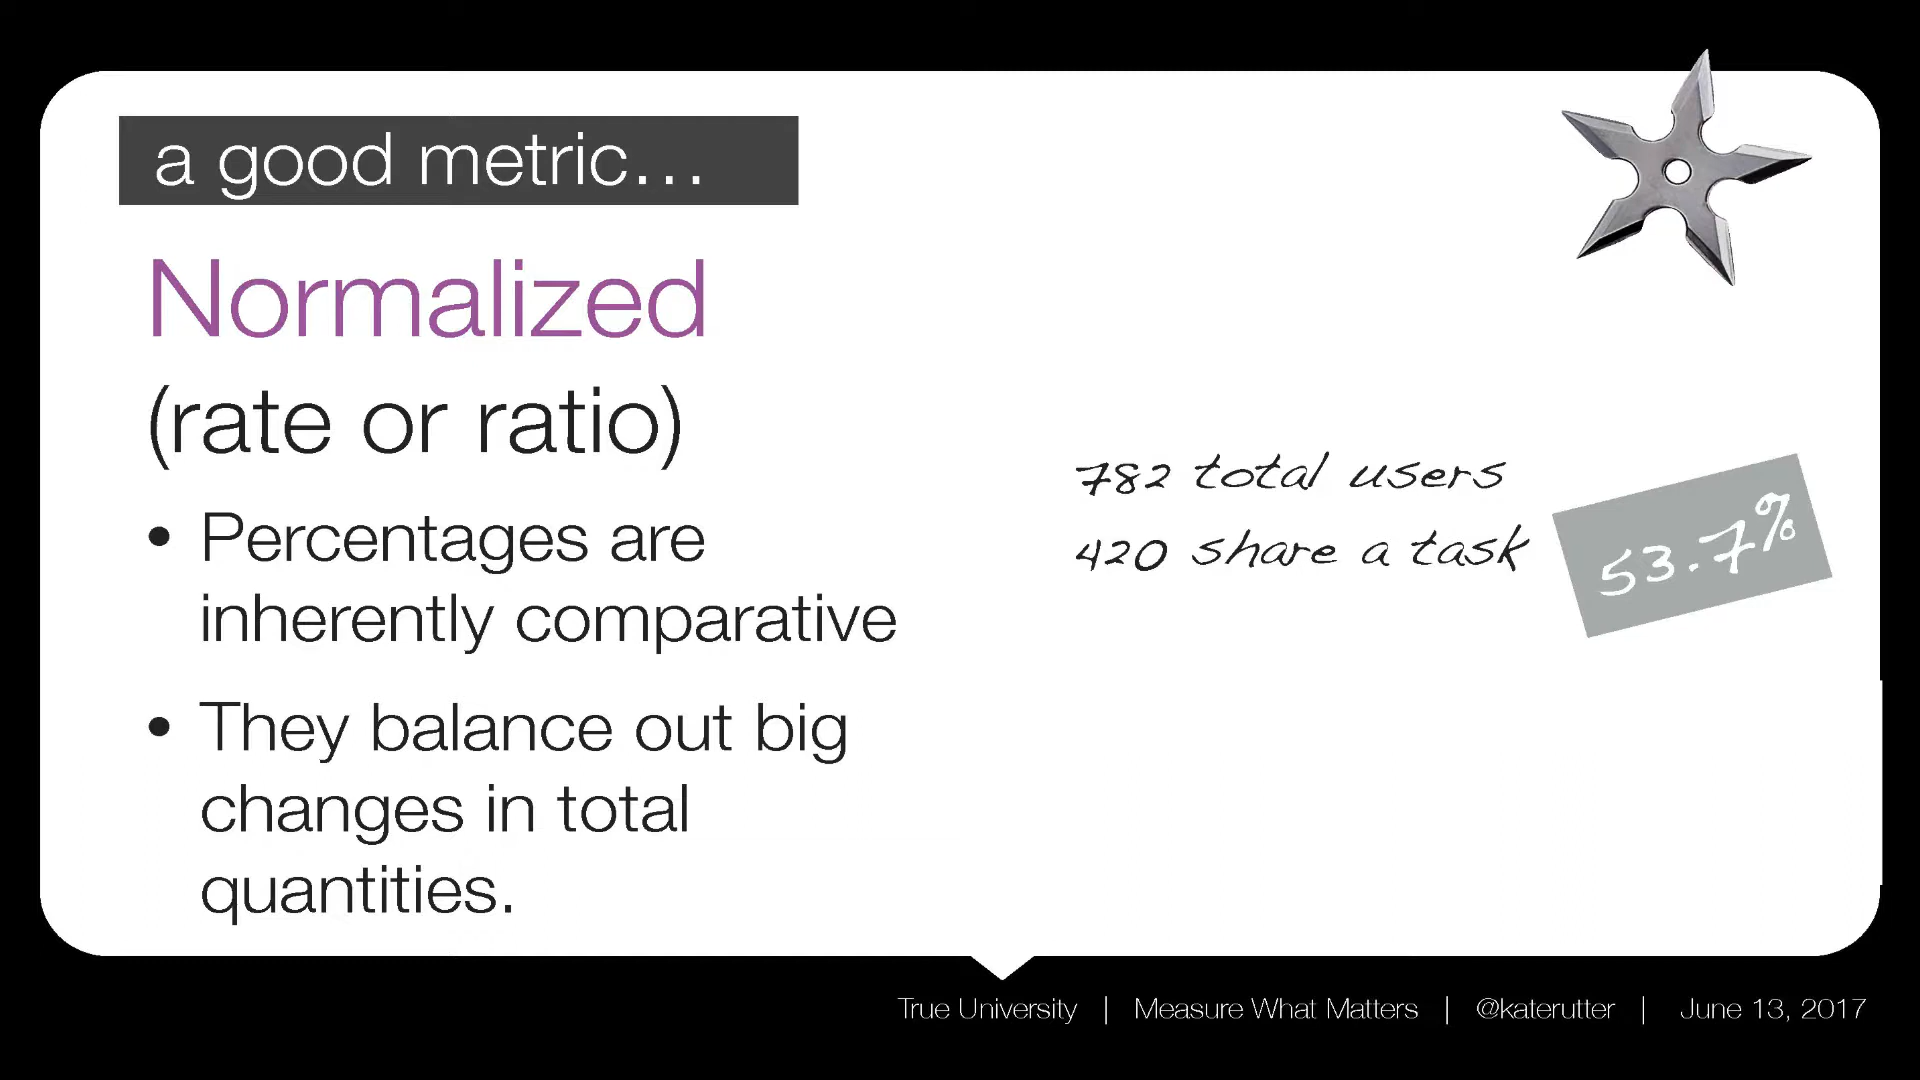 a good metric…
Normalized
(rate or ratio)
• Percentages are
inherently comparative
• They balance out big
changes in total
quantities.
782 total users
420 share a task
53.7%
True University | Measure What Matters | @katerutter | June 13, 2017